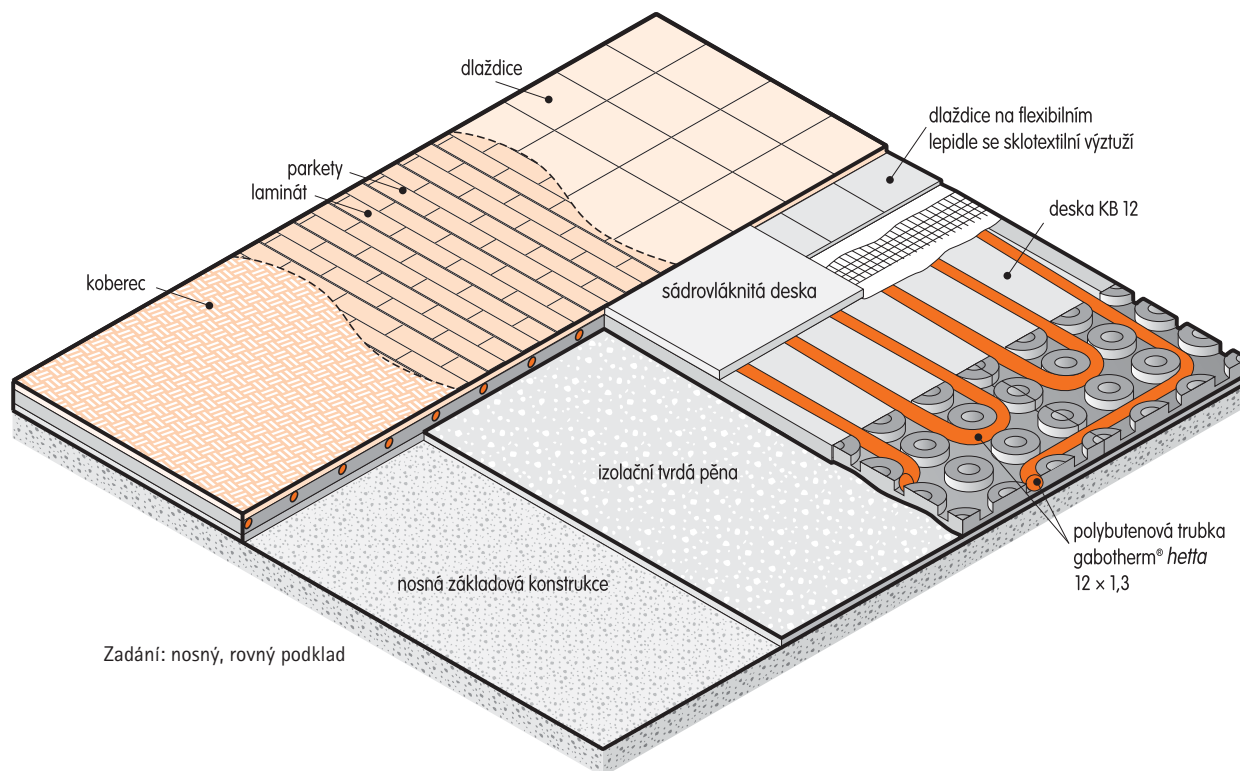 dlaždice
dlaždice na flexibilním
lepidle se sklotextilní výztuží
parkety
laminát
deska KB 12
koberec
sádrovláknitá deska
izolační tvrdá pěna
polybutenová trubka
gabotherm® hetta
12 × 1,3
nosná základová konstrukce
Zadání: nosný, rovný podklad